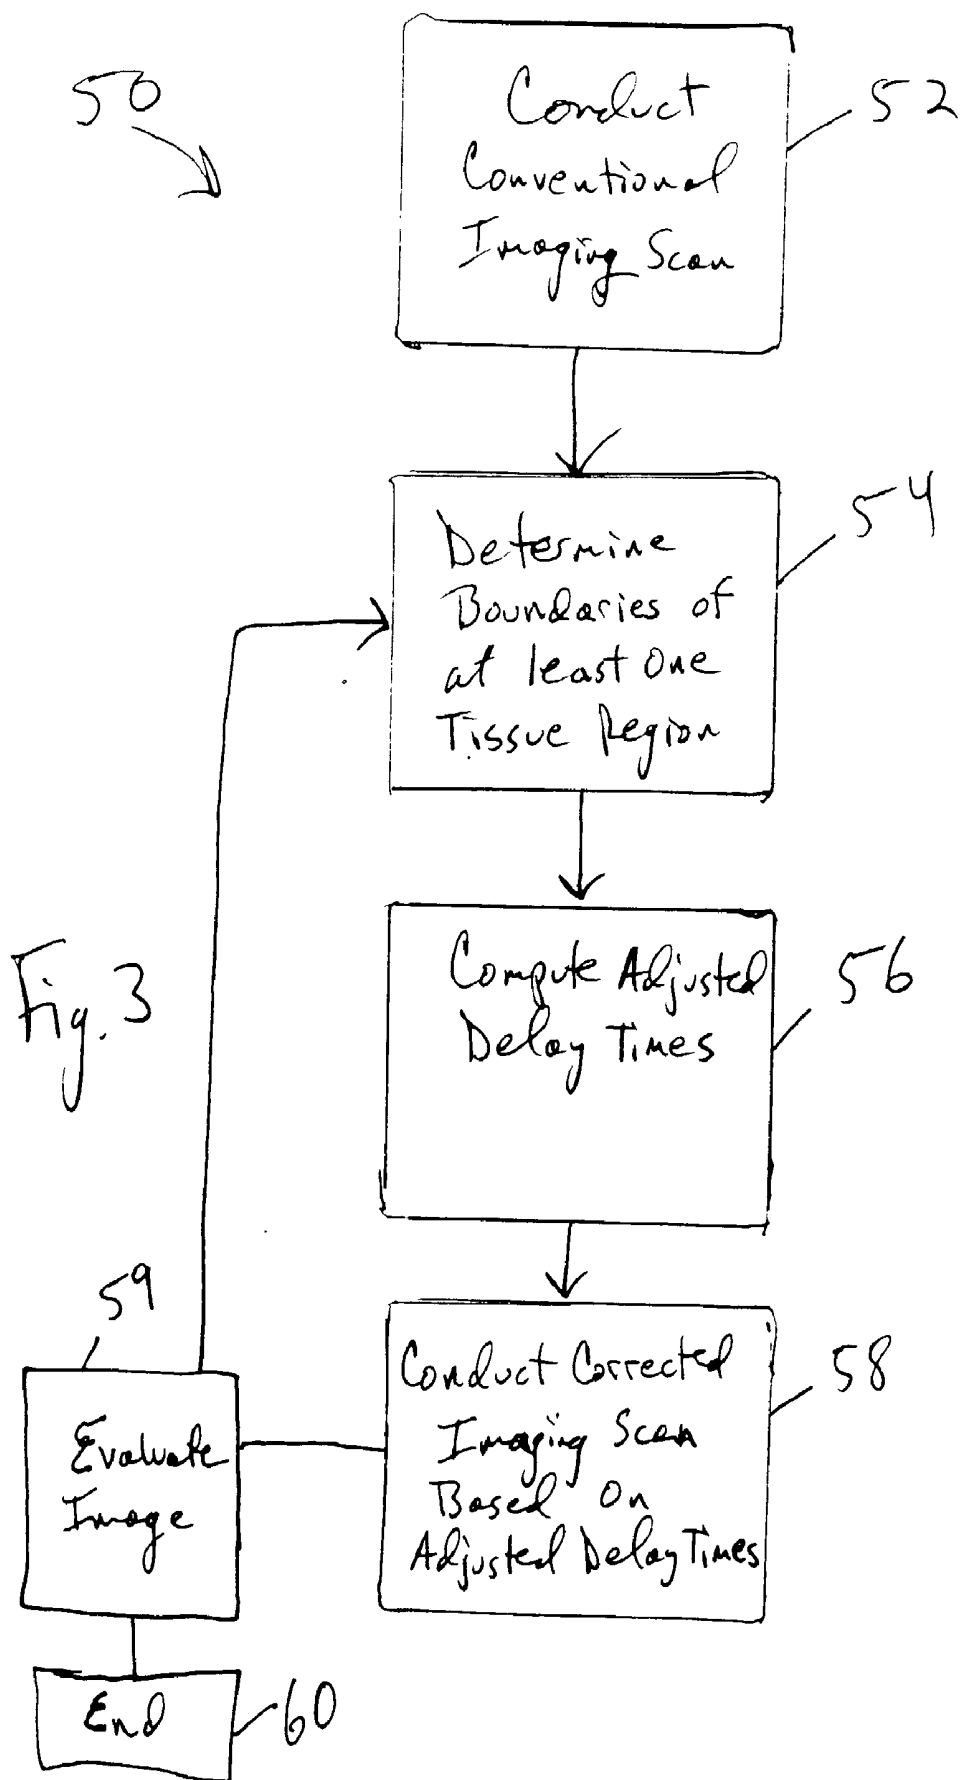 50
Conduct
Conventional
Imaging Scan
52
Determine
Boundaries of
at least One
Tissue Region
54
Compute Adjusted
Delay Times
56
Fig. 3
Conduct Corrected
Imaging Scan
Based On
Adjusted Delay Times
58
59
Evaluate
Image
End
60